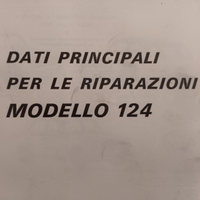 DATI PRINCIPALI
PER LE RIPARAZIONI
MODELLO 124